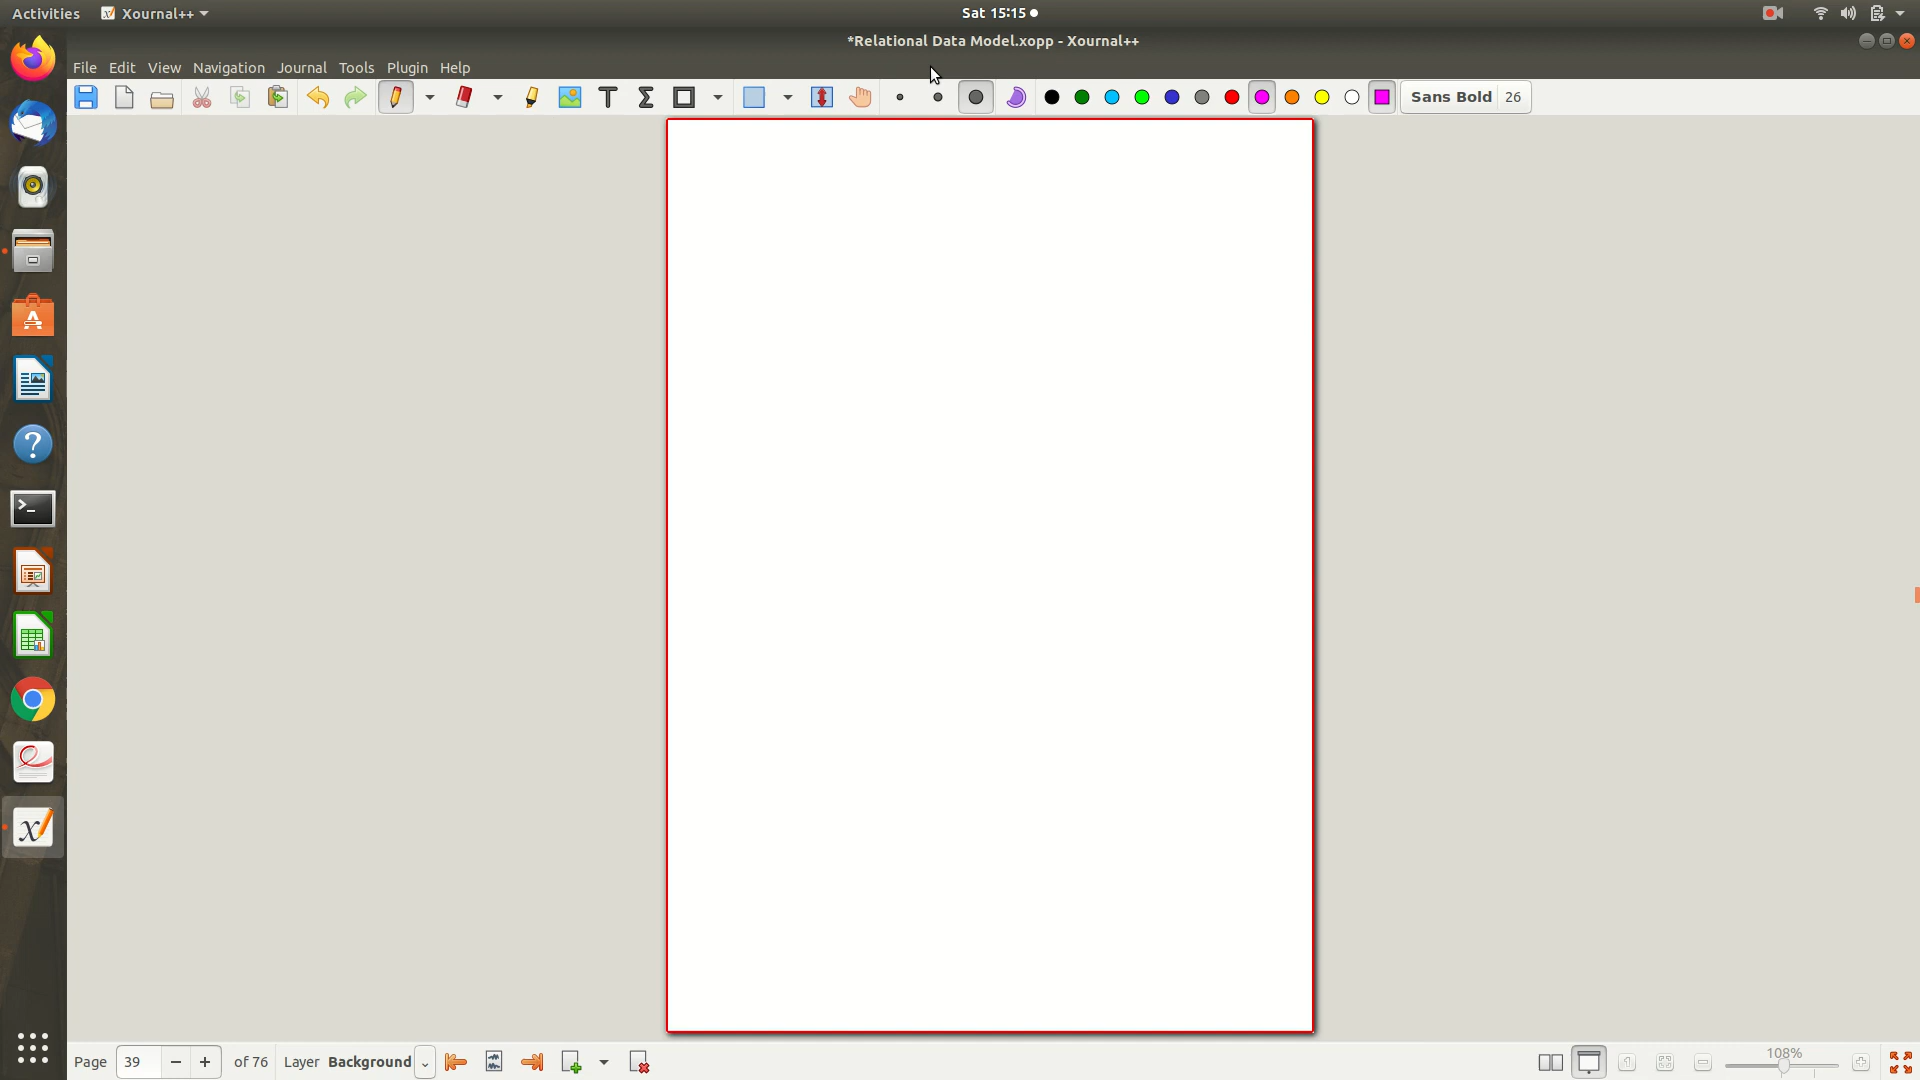 Activities Xournal++ Sat 15:15
*Relational Data Model.xopp - Xournal++
File Edit View Navigation Journal Tools Plugin Help
Sans Bold 26
Page 39 of 76 Layer Background 108%